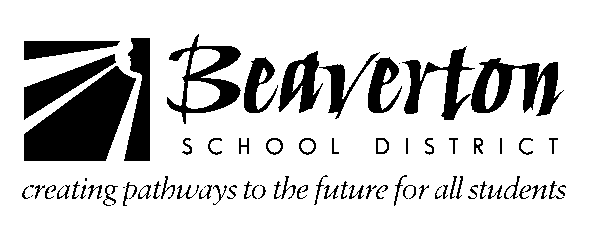 Beaverton
SCHOOL DISTRICT
creating pathways to the future for all students